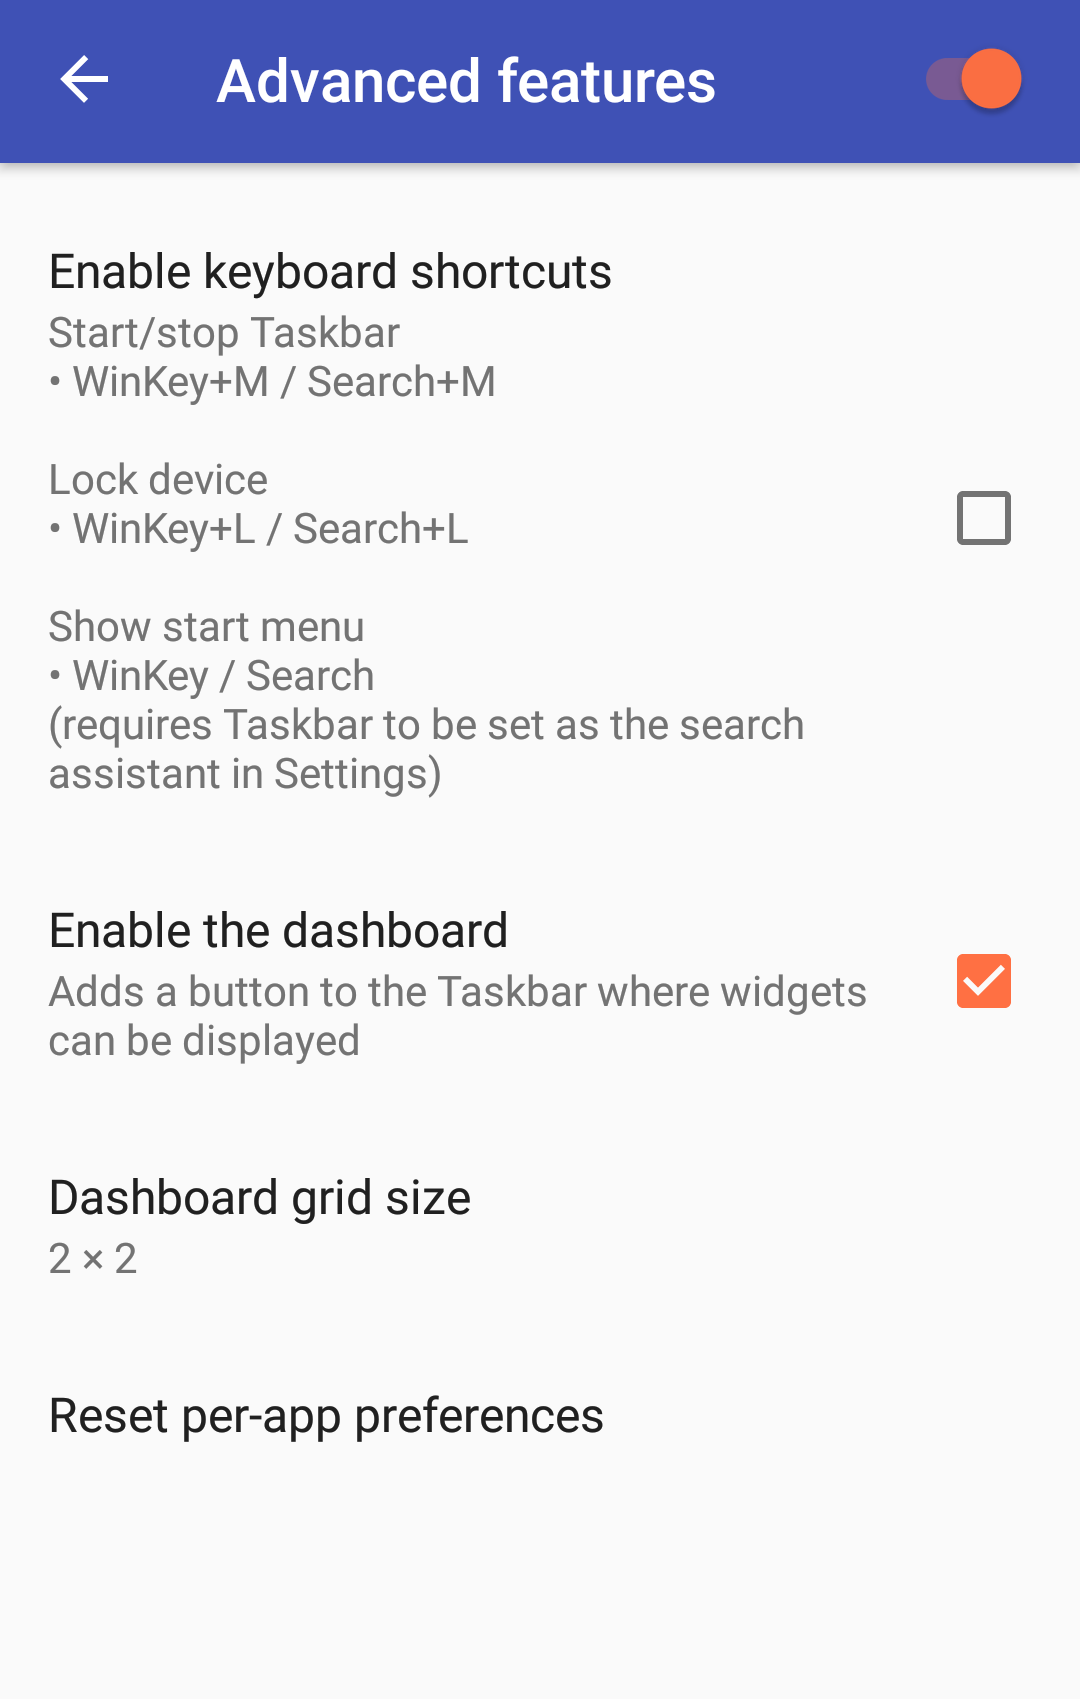 Advanced features
Enable keyboard shortcuts
Start/stop Taskbar
• WinKey+M / Search+M
Lock device
• WinKey+L / Search+L
Show start menu
• WinKey / Search
(requires Taskbar to be set as the search
assistant in Settings)
Enable the dashboard
Adds a button to the Taskbar where widgets
can be displayed
Dashboard grid size
2 × 2
Reset per-app preferences